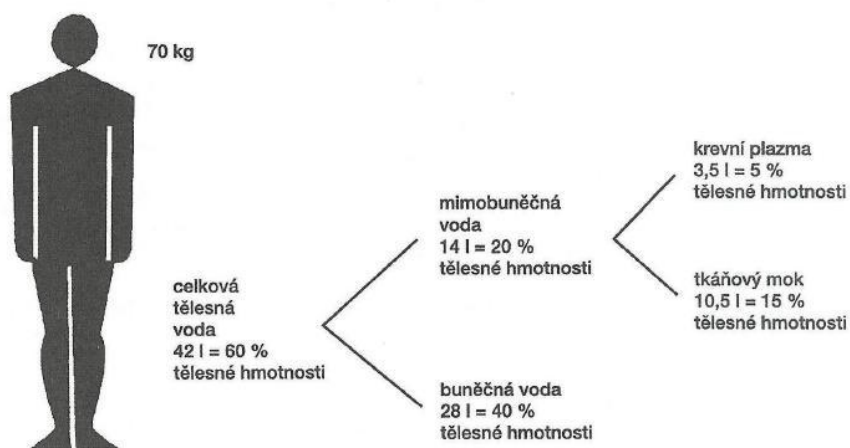 70 kg
celková
tělesná
voda
42 l = 60 %
tělesné hmotnosti
mimobuněčná
voda
14 l = 20 %
tělesné hmotnosti
buněčná voda
28 l = 40 %
tělesné hmotnosti
krevní plazma
3,5 l = 5 %
tělesné hmotnosti
tkáňový mok
10,5 l = 15 %
tělesné hmotnosti